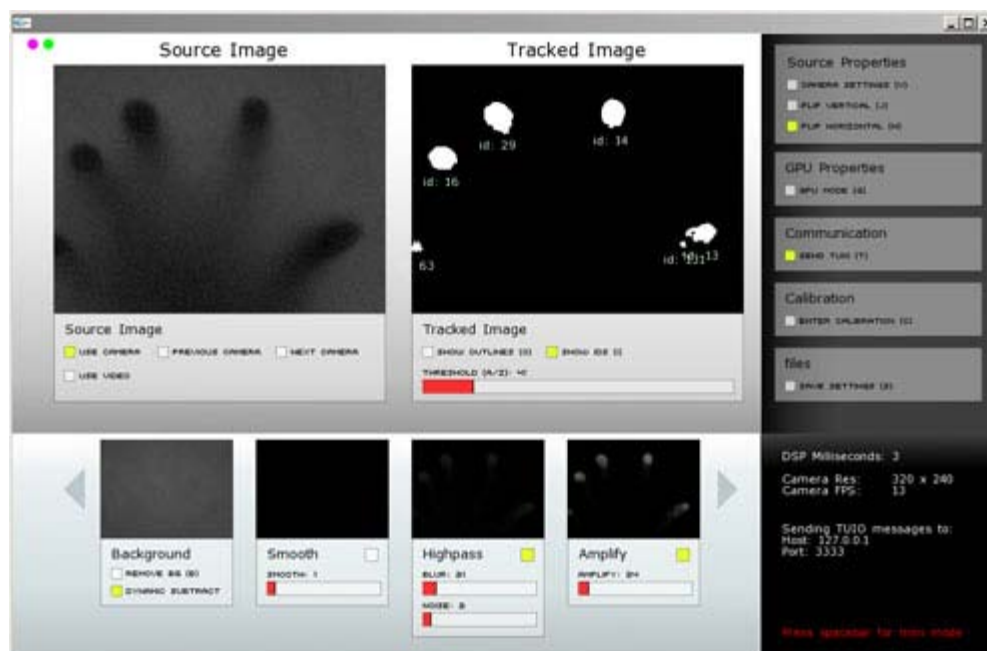 Source Image
Tracked Image
id: 29
id: 14
id: 16
63
Source Image
USE CAMERA
PREVIOUS CAMERA
NEXT CAMERA
USE VIDEO
Tracked Image
SHOW OUTLINES
SHOW IDS
THRESHOLD (A/Z):
Background
REMOVE BG (B)
DYNAMIC SUBTRACT
Smooth
SMOOTH: 1
Highpass
BLUR:
NOISE:
Amplify
AMPLIFY:
Source Properties
CAMERA SETTINGS (V)
FLIP VERTICAL (J)
FLIP HORIZONTAL (H)
GPU Properties
GPU MODE (G)
Communication
SEND TUIO (T)
Calibration
ENTER CALIBRATION (C)
files
SAVE SETTINGS (S)
DSP Milliseconds: 3
Camera Res: 320 x 240
Camera FPS: 13
Sending TUIO messages to:
Host: 127.0.0.1
Port: 3333
Press spacebar for mini mode